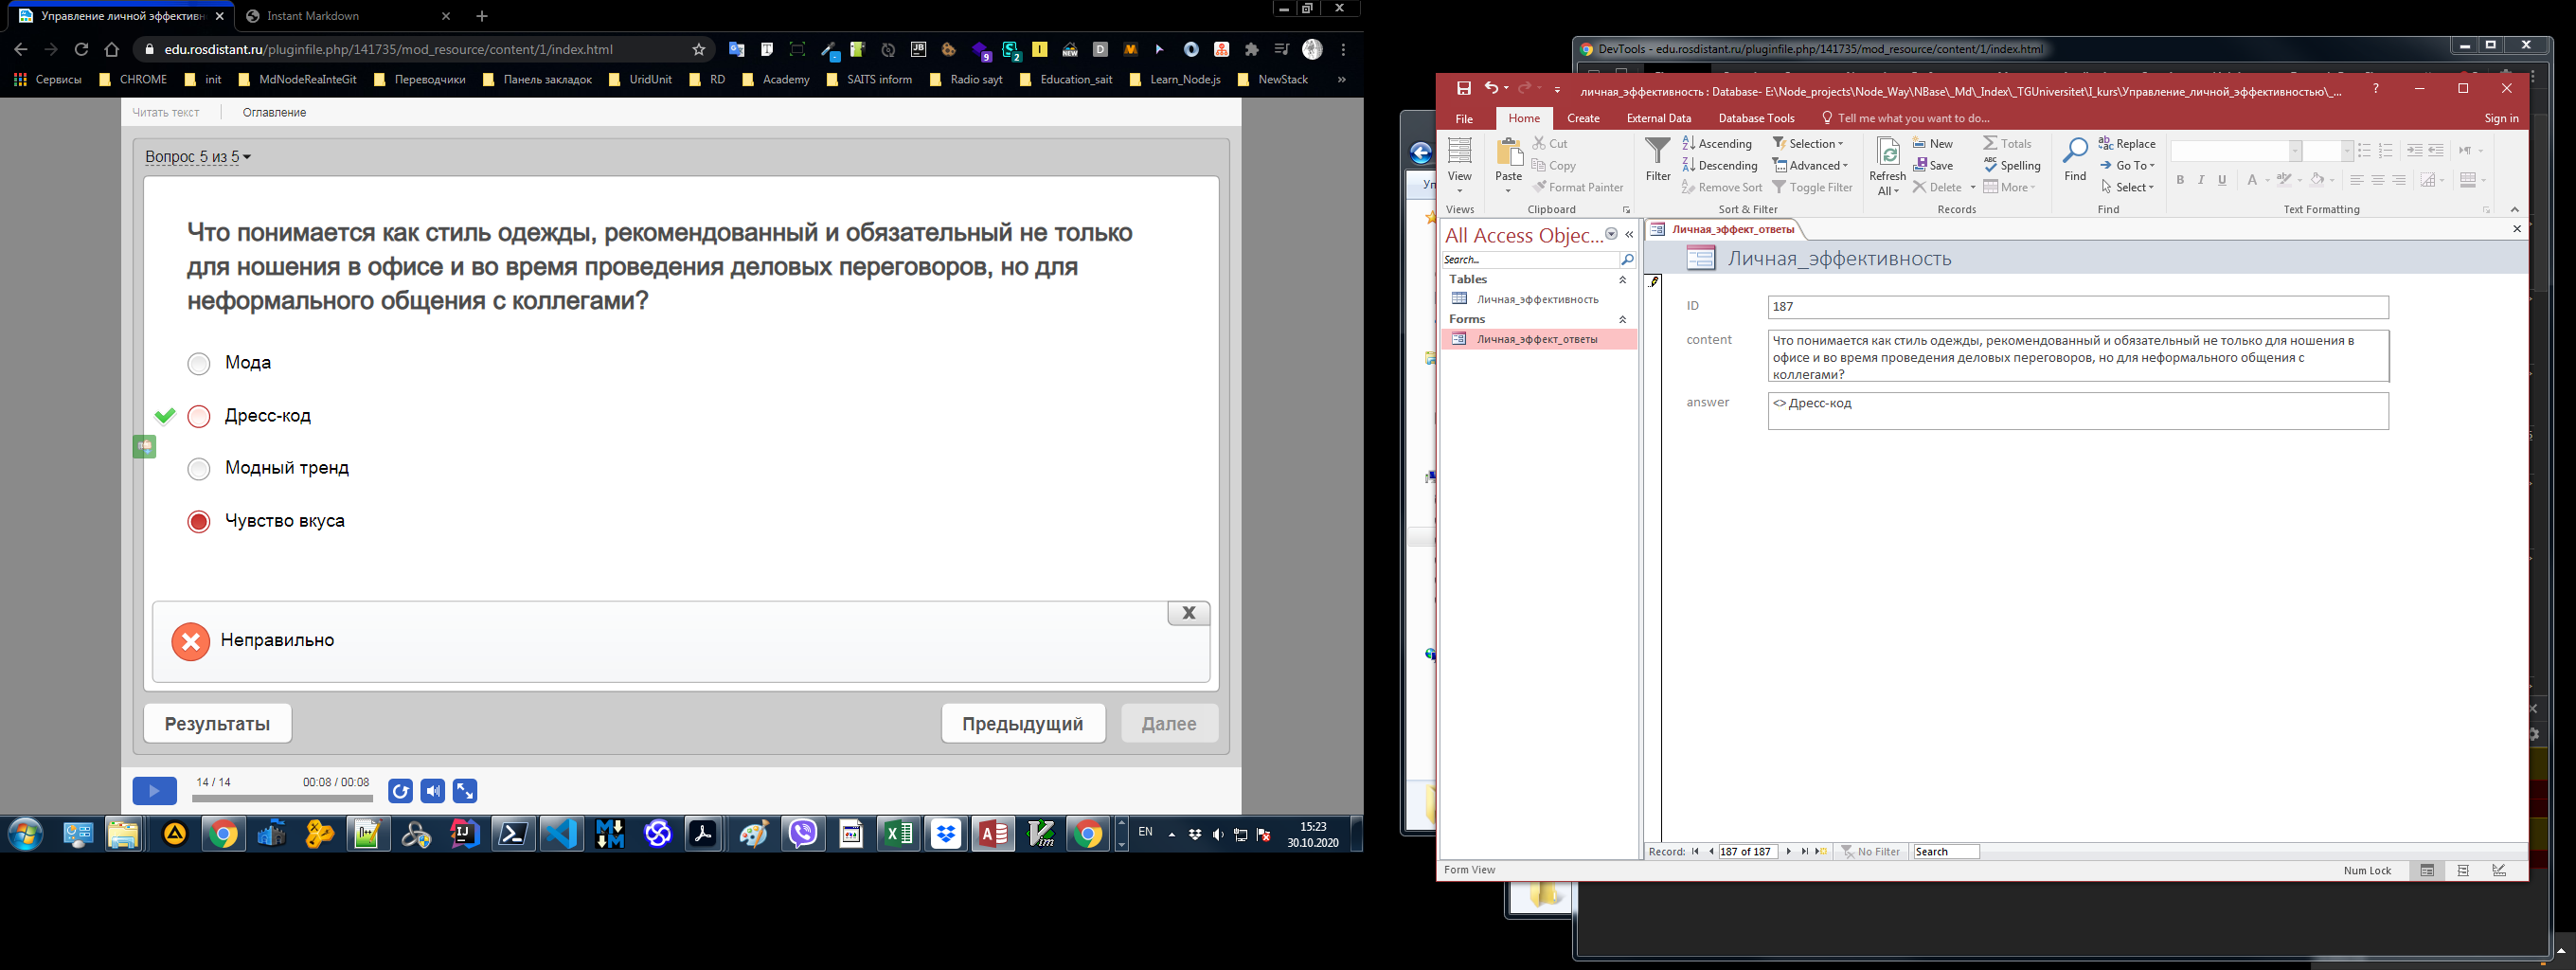 Управление личной эффективн
Instant Markdown
edu.rosdistant.ru/pluginfile.php/141735/mod_resource/content/1/index.html
Сервисы
CHROME
init
MdNodeReaInteGit
Переводчики
Панель закладок
UridUnit
RD
Academy
SAITS inform
Radio sayt
Education_sait
Learn_Node.js
NewStack
»
Читать текст
Оглавление
Вопрос 5 из 5
Что понимается как стиль одежды, рекомендованный и обязательный не только
для ношения в офисе и во время проведения деловых переговоров, но для
неформального общения с коллегами?
Мода
Дресс-код
Модный тренд
Чувство вкуса
X
Неправильно
Результаты
Предыдущий
Далее
14 / 14
00:08 / 00:08
EN
15:23
30.10.2020
DevTools - edu.rosdistant.ru/pluginfile.php/141735/mod_resource/content/1/index.html
личная_эффективность : Database- E:\Node_projects\Node_Way\NBase\_Md\_Index\_TGUniversitet\I_kurs\Управление_личной_эффективностью\_...
?
File
Home
Create
External Data
Database Tools
Tell me what you want to do...
Sign in
View
Paste
Cut
Copy
Format Painter
Filter
Ascending
Descending
Remove Sort
Selection
Advanced
Toggle Filter
Refresh
All
New
Save
Delete
Totals
Spelling
More
Find
Replace
Go To
Select
B I U
A
Views
Clipboard
Sort & Filter
Records
Find
Text Formatting
All Access Objec...
«
Search...
Tables
Личная_эффективность
Forms
Личная_эффект_ответы
Личная_эффект_ответы
Личная_эффективность
ID
187
content
Что понимается как стиль одежды, рекомендованный и обязательный не только для ношения в
офисе и во время проведения деловых переговоров, но для неформального общения с
коллегами?
answer
<> Дресс-код
Record:
187 of 187
No Filter
Search
Form View
Num Lock